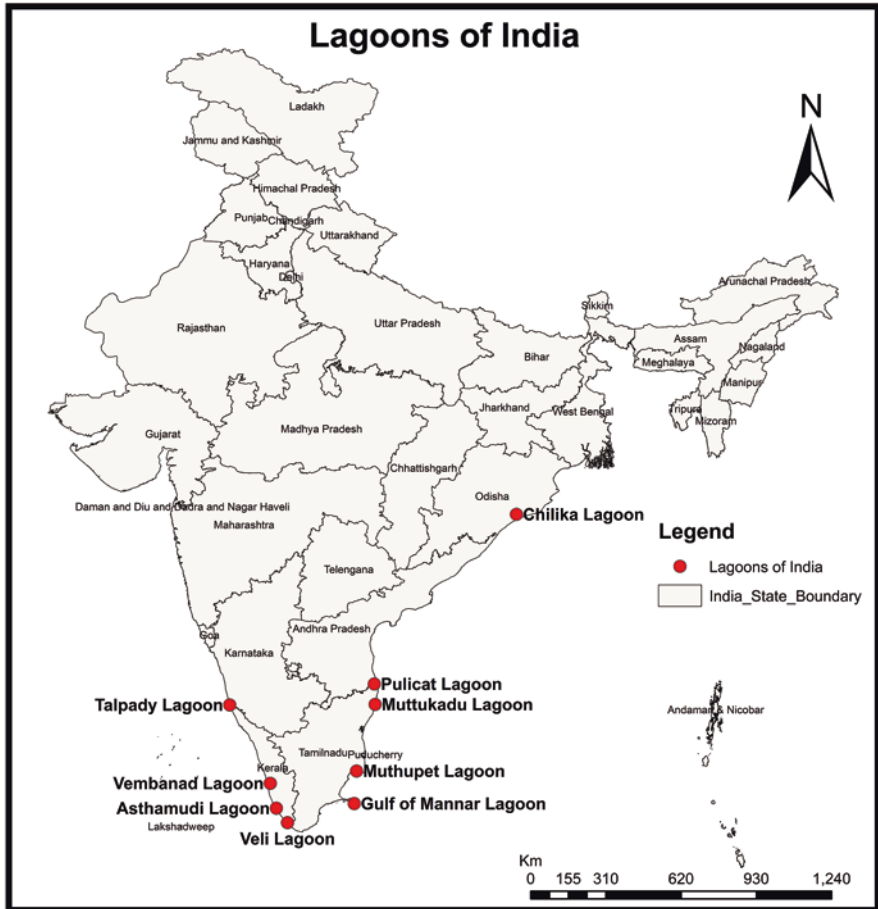 Lagoons of India
N
Ladakh
Jammu and Kashmir
Himachal Pradesh
Punjab
Chandigarh
Uttarakhand
Haryana
Delhi
Arunachal Pradesh
Sikkim
Rajasthan
Uttar Pradesh
Assam
Nagaland
Bihar
Meghalaya
Manipur
Jharkhand
West Bengal
Tripura
Mizoram
Gujarat
Madhya Pradesh
Chhattishgarh
Odisha
Daman and Diu and Dadra and Nagar Haveli
Maharashtra
Chilika Lagoon
Legend
Lagoons of India
India_State_Boundary
Telengana
Goa
Andhra Pradesh
Karnataka
Pulicat Lagoon
Talpady Lagoon
Muttukadu Lagoon
Andaman & Nicobar
Tamilnadu
Puducherry
Kerala
Muthupet Lagoon
Vembanad Lagoon
Gulf of Mannar Lagoon
Asthamudi Lagoon
Lakshadweep
Veli Lagoon
Km
0 155 310 620 930 1,240